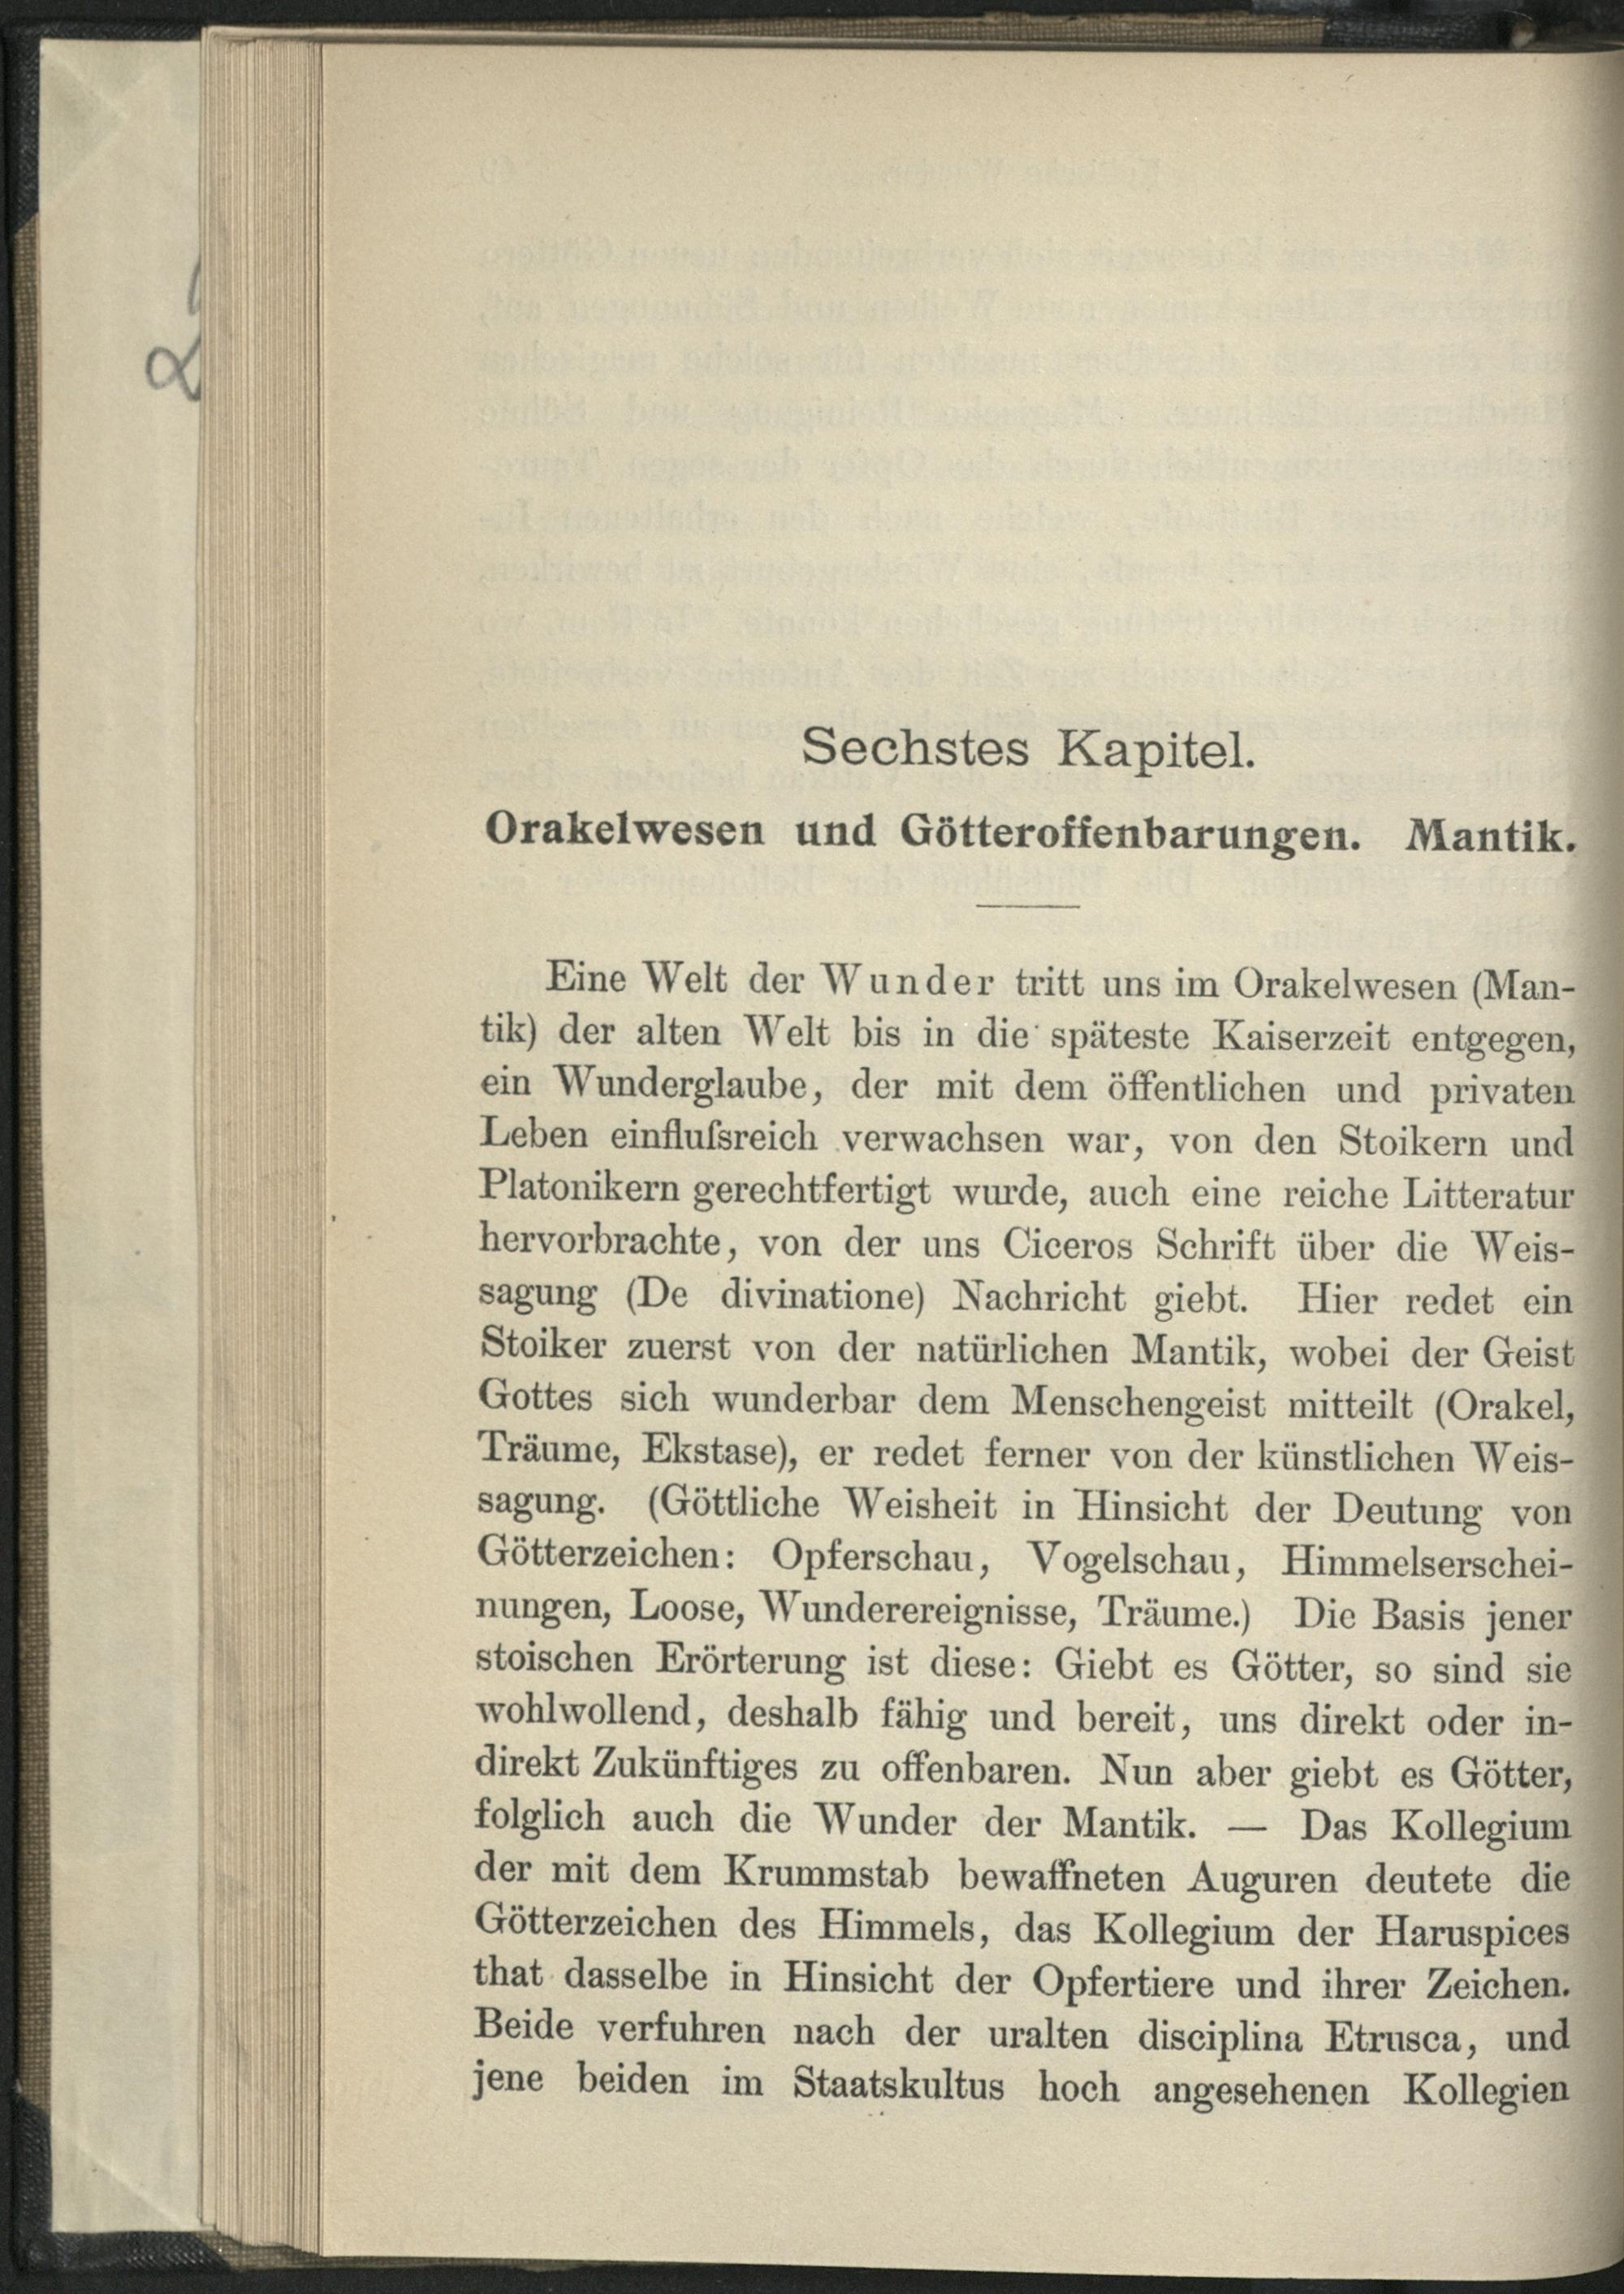 Sechstes Kapitel.
Orakelwesen und Götteroffenbarungen. Mantik.
Eine Welt der Wunder tritt uns im Orakelwesen (Man-
tik) der alten Welt bis in die späteste Kaiserzeit entgegen,
ein Wunderglaube, der mit dem öffentlichen und privaten
Leben einfluſsreich verwachsen war, von den Stoikern und
Platonikern gerechtfertigt wurde, auch eine reiche Litteratur
hervorbrachte, von der uns Ciceros Schrift über die Weis-
sagung (De divinatione) Nachricht giebt. Hier redet ein
Stoiker zuerst von der natürlichen Mantik, wobei der Geist
Gottes sich wunderbar dem Menschengeist mitteilt (Orakel,
Träume, Ekstase), er redet ferner von der künstlichen Weis-
sagung. (Göttliche Weisheit in Hinsicht der Deutung von
Götterzeichen: Opferschau, Vogelschau, Himmelserschei-
nungen, Loose, Wunderereignisse, Träume.) Die Basis jener
stoischen Erörterung ist diese: Giebt es Götter, so sind sie
wohlwollend, deshalb fähig und bereit, uns direkt oder in-
direkt Zukünftiges zu offenbaren. Nun aber giebt es Götter,
folglich auch die Wunder der Mantik. — Das Kollegium
der mit dem Krummstab bewaffneten Auguren deutete die
Götterzeichen des Himmels, das Kollegium der Haruspices
that dasselbe in Hinsicht der Opfertiere und ihrer Zeichen.
Beide verfuhren nach der uralten disciplina Etrusca, und
jene beiden im Staatskultus hoch angesehenen Kollegien